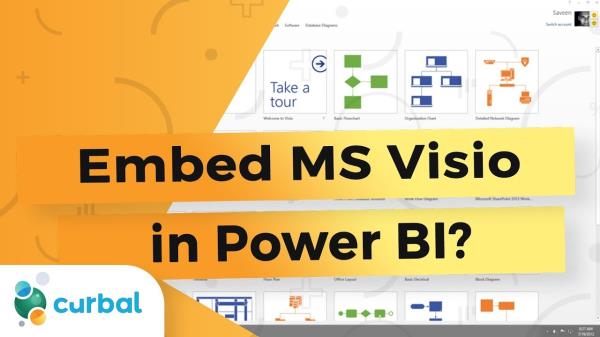 Saveen
Software Database Diagrams
Switch account
Take a
tour
Welcome to Visio
Basic Flowchart
Organization Chart
Detailed Network Diagram
Embed MS Visio
in Power BI?
Floor Plan
Office Layout
Basic Electrical
Block Diagram
curbal